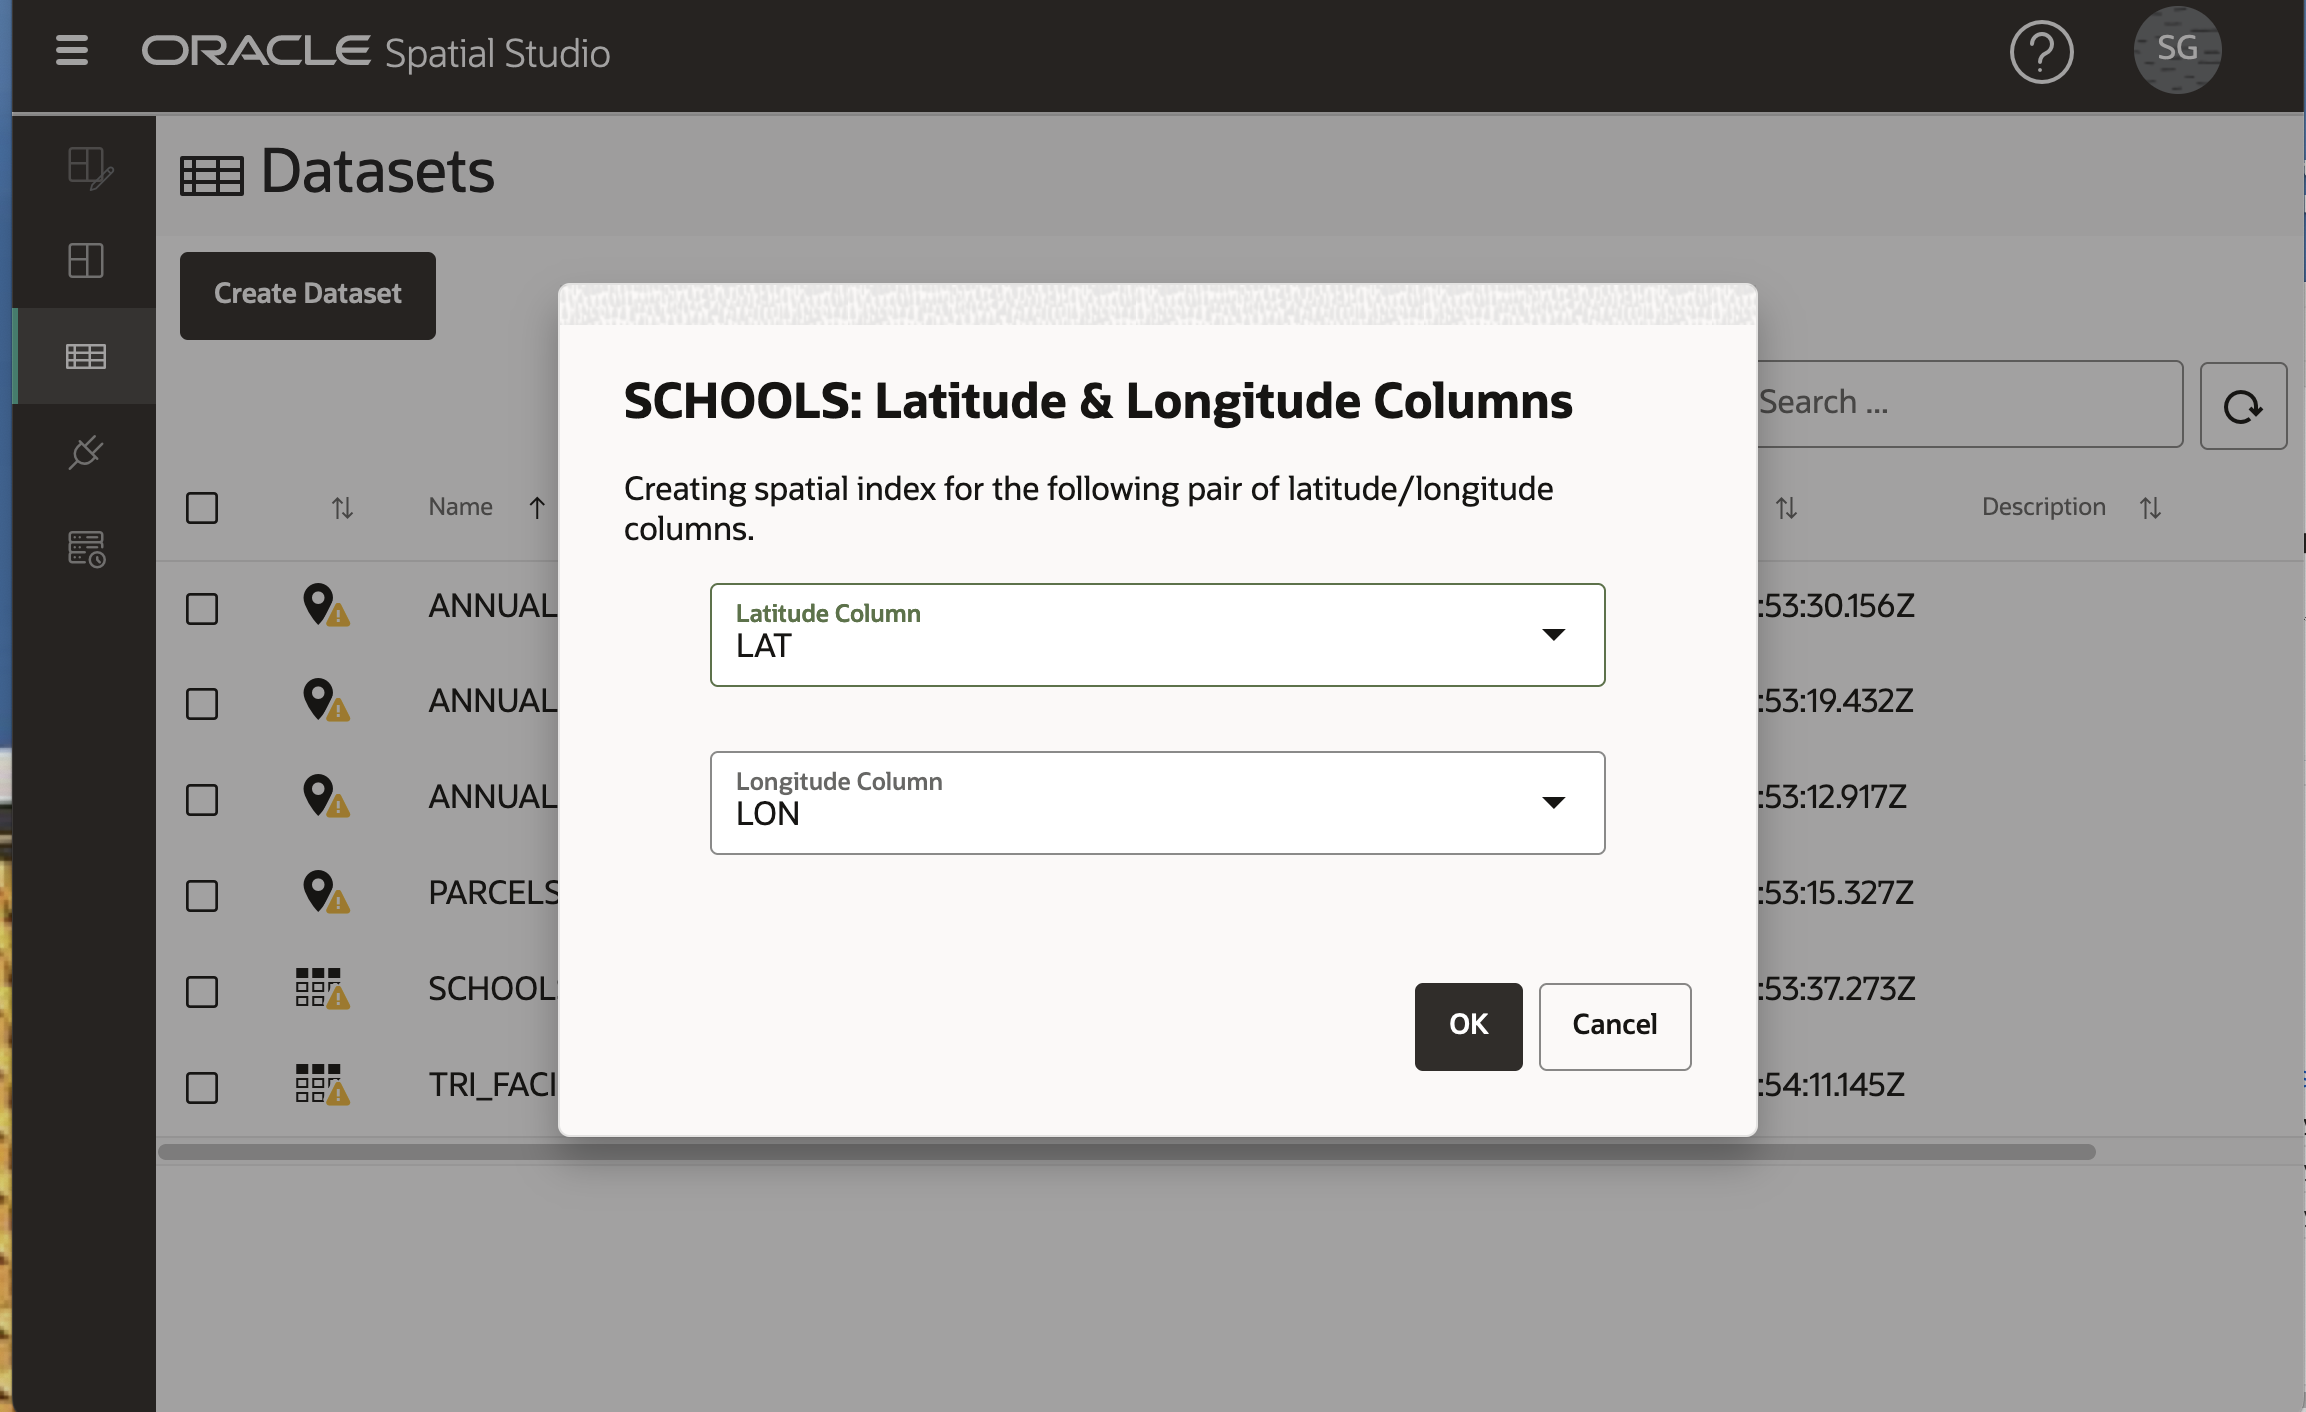 ORACLE Spatial Studio
SG
Datasets
Create Dataset
Search ...
Name
Description
SCHOOLS: Latitude & Longitude Columns
Creating spatial index for the following pair of latitude/longitude
columns.
Latitude Column
LAT
Longitude Column
LON
OK
Cancel
ANNUAL
:53:30.156Z
ANNUAL
:53:19.432Z
ANNUAL
:53:12.917Z
PARCELS
:53:15.327Z
SCHOOLS
:53:37.273Z
TRI_FACI
:54:11.145Z